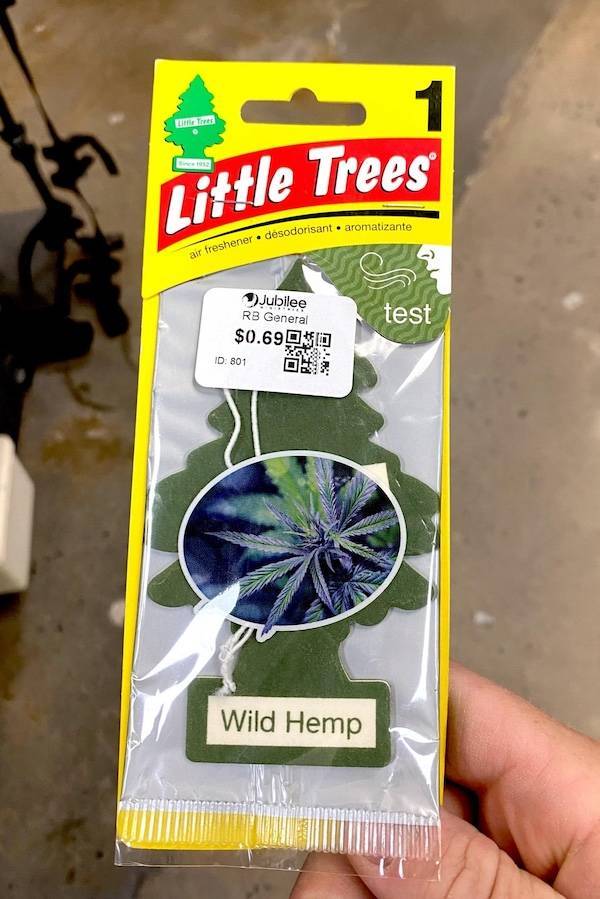 1
Little Trees
Since 1952
Little Trees®
air freshener • désodorisant • aromatizante
test
Jubilee
MINISTRIES
RB General
$0.69
ID: 801
Wild Hemp